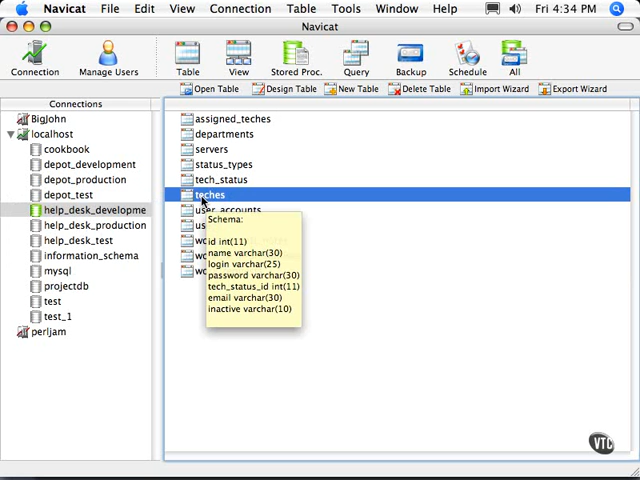 Navicat File Edit View Connection Table Tools Window Help Fri 4:34 PM
Navicat
Connection Manage Users Table View Stored Proc. Query Backup Schedule All
Open Table Design Table New Table Delete Table Import Wizard Export Wizard
Connections
BigJohn
localhost
cookbook
depot_development
depot_production
depot_test
help_desk_developme
help_desk_production
help_desk_test
information_schema
mysql
projectdb
test
test_1
perljam
assigned_teches
departments
servers
status_types
tech_status
teches
user_accounts
Schema:
id int(11)
name varchar(30)
login varchar(25)
password varchar(30)
tech_status_id int(11)
email varchar(30)
inactive varchar(10)
VTC